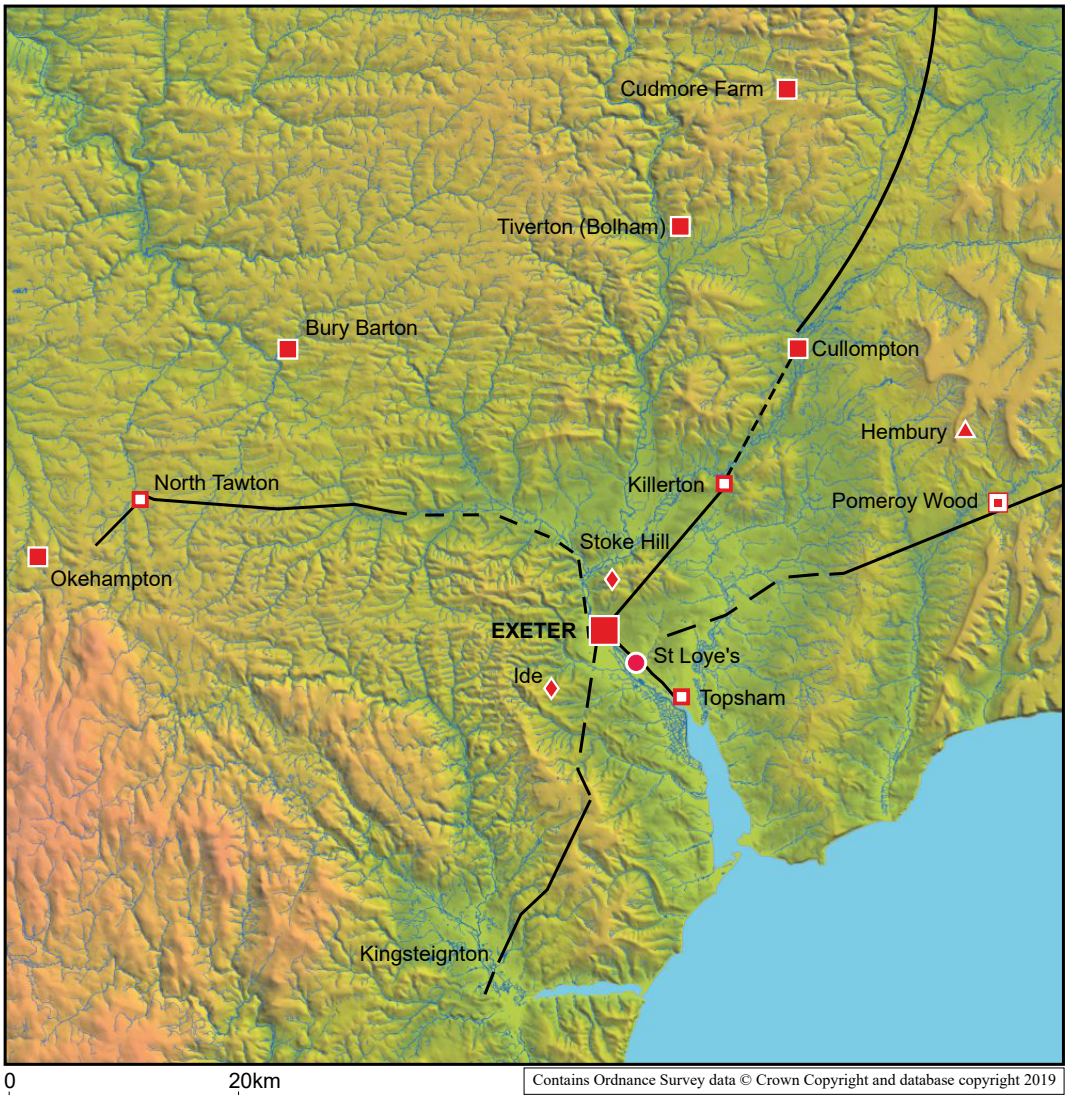 Cudmore Farm
Tiverton (Bolham)
Bury Barton
Cullompton
Hembury
North Tawton
Killerton
Pomeroy Wood
Stoke Hill
Okehampton
EXETER
St Loye's
Ide
Topsham
Kingsteignton
0
20km
Contains Ordnance Survey data © Crown Copyright and database copyright 2019